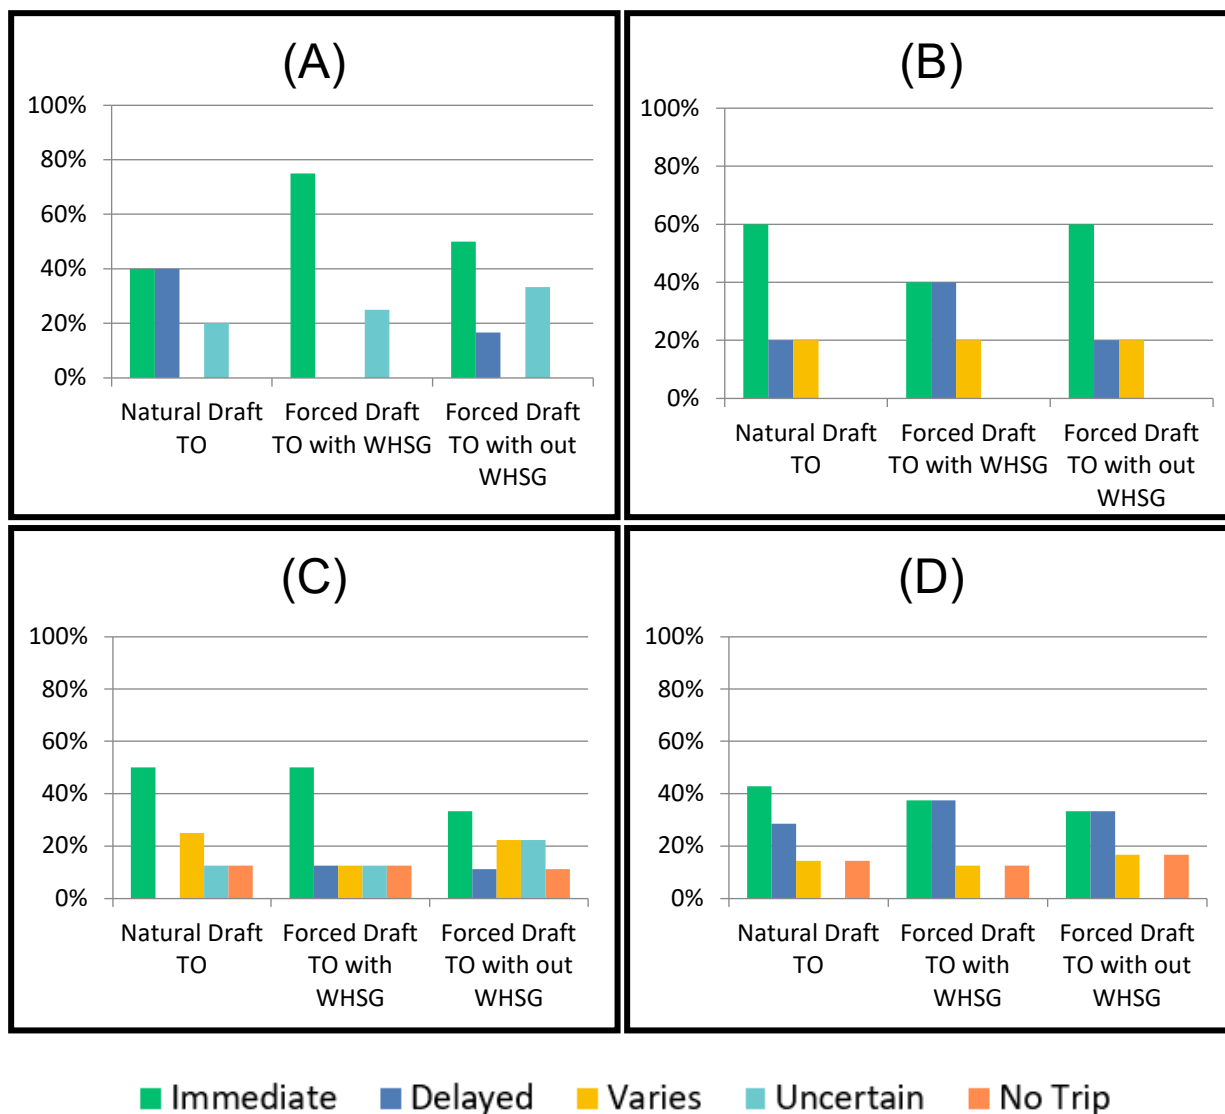 (A)
100%
80%
60%
40%
20%
0%
Natural Draft TO
Forced Draft TO with WHSG
Forced Draft TO with out WHSG
(B)
100%
80%
60%
40%
20%
0%
Natural Draft TO
Forced Draft TO with WHSG
Forced Draft TO with out WHSG
(C)
100%
80%
60%
40%
20%
0%
Natural Draft TO
Forced Draft TO with WHSG
Forced Draft TO with out WHSG
(D)
100%
80%
60%
40%
20%
0%
Natural Draft TO
Forced Draft TO with WHSG
Forced Draft TO with out WHSG
Immediate Delayed Varies Uncertain No Trip